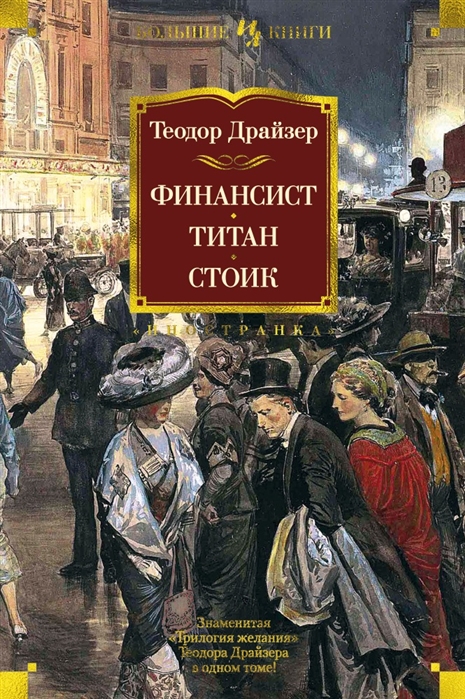 БОЛЬШИЕ КНИГИ
Теодор Драйзер
ФИНАНСИСТ
ТИТАН
СТОИК
«ИНОСТРАНКА»
13
Знаменитая
«Трилогия желания»
Теодора Драйзера
в одном томе!